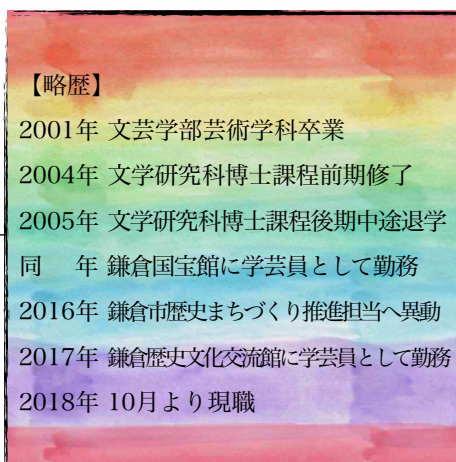 【略歴】
2001年 文芸学部芸術学科卒業
2004年 文学研究科博士課程前期修了
2005年 文学研究科博士課程後期中途退学
同　年 鎌倉国宝館に学芸員として勤務
2016年 鎌倉市歴史まちづくり推進担当へ異動
2017年 鎌倉歴史文化交流館に学芸員として勤務
2018年 10月より現職